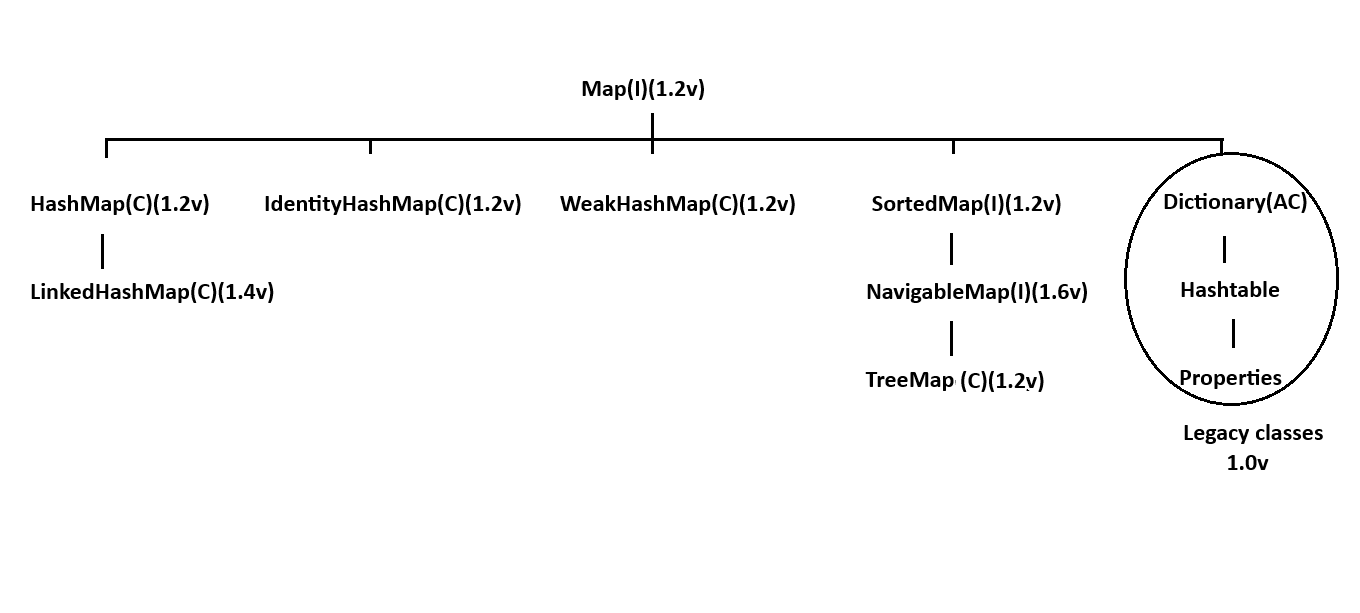 Map(I)(1.2v)
HashMap(C)(1.2v) IdentityHashMap(C)(1.2v) WeakHashMap(C)(1.2v) SortedMap(I)(1.2v) Dictionary(AC)
LinkedHashMap(C)(1.4v) NavigableMap(I)(1.6v) Hashtable
TreeMap (C)(1.2v) Properties
Legacy classes
1.0v